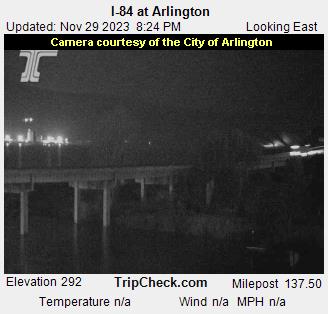 I-84 at Arlington
Updated: Nov 29 2023 8:24 PM Looking East
Camera courtesy of the City of Arlington
Elevation 292 TripCheck.com Milepost 137.50
Temperature n/a Wind n/a MPH n/a